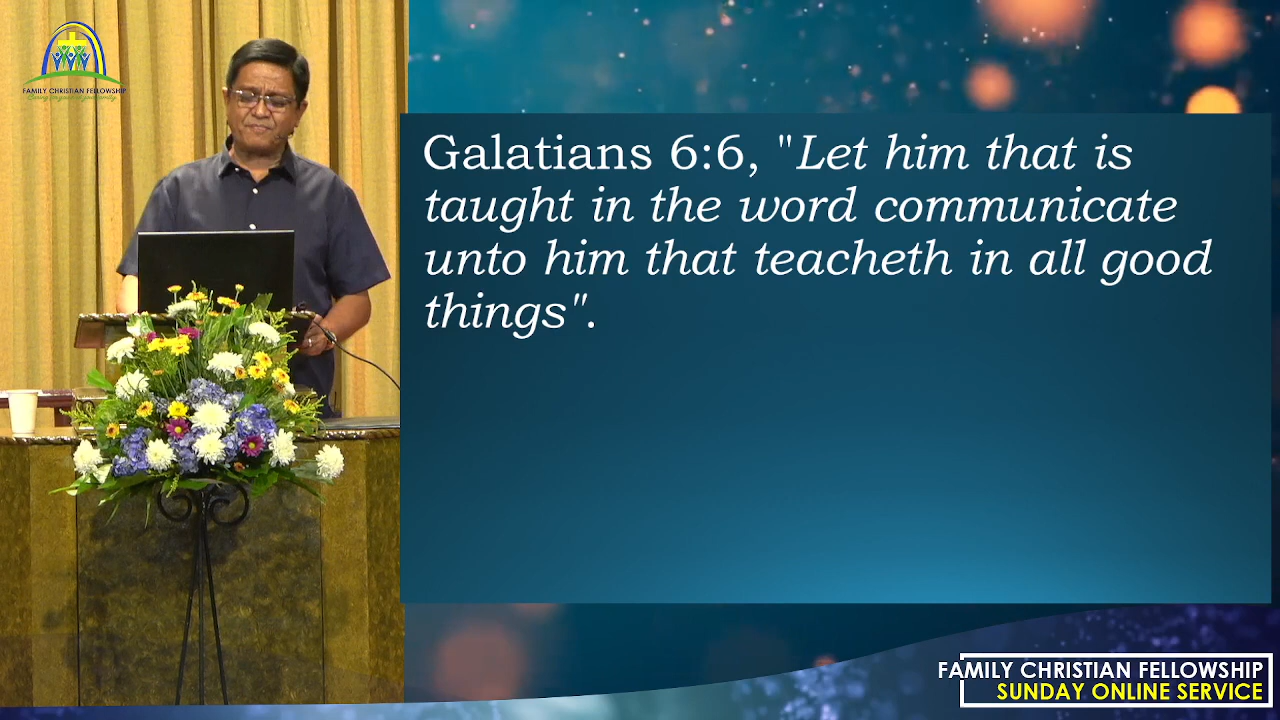 FAMILY CHRISTIAN FELLOWSHIP
Galatians 6:6, "Let him that is
taught in the word communicate
unto him that teacheth in all good
things".
FAMILY CHRISTIAN FELLOWSHIP
SUNDAY ONLINE SERVICE